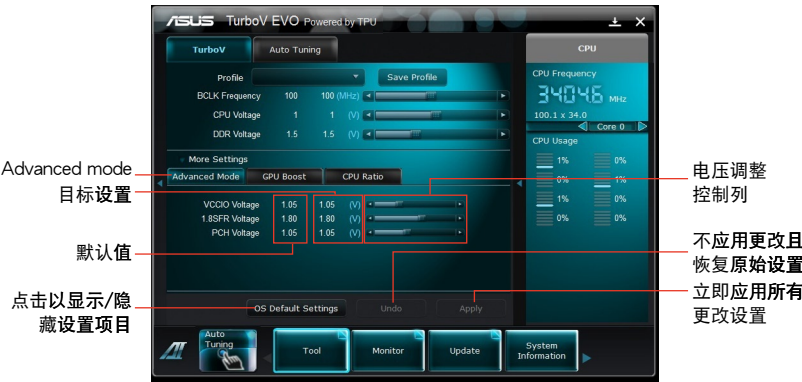 ASUS TurboV EVO Powered by TPU
TurboV
Auto Tuning
CPU
Profile
Save Profile
BCLK Frequency 100 100 (MHz)
CPU Voltage 1 1 (V)
DDR Voltage 1.5 1.5 (V)
CPU Frequency
3404.6 MHz
100.1 x 34.0
Core 0
CPU Usage
1% 0%
0% 1%
1% 0%
0% 0%
More Settings
Advanced Mode
GPU Boost
CPU Ratio
VCCIO Voltage 1.05 1.05 (V)
1.8SFR Voltage 1.80 1.80 (V)
PCH Voltage 1.05 1.05 (V)
OS Default Settings
Undo
Apply
Auto
Tuning
Tool
Monitor
Update
System
Information
Advanced mode
目标设置
默认值
点击以显示/隐
藏设置项目
电压调整
控制列
不应用更改且
恢复原始设置
立即应用所有
更改设置